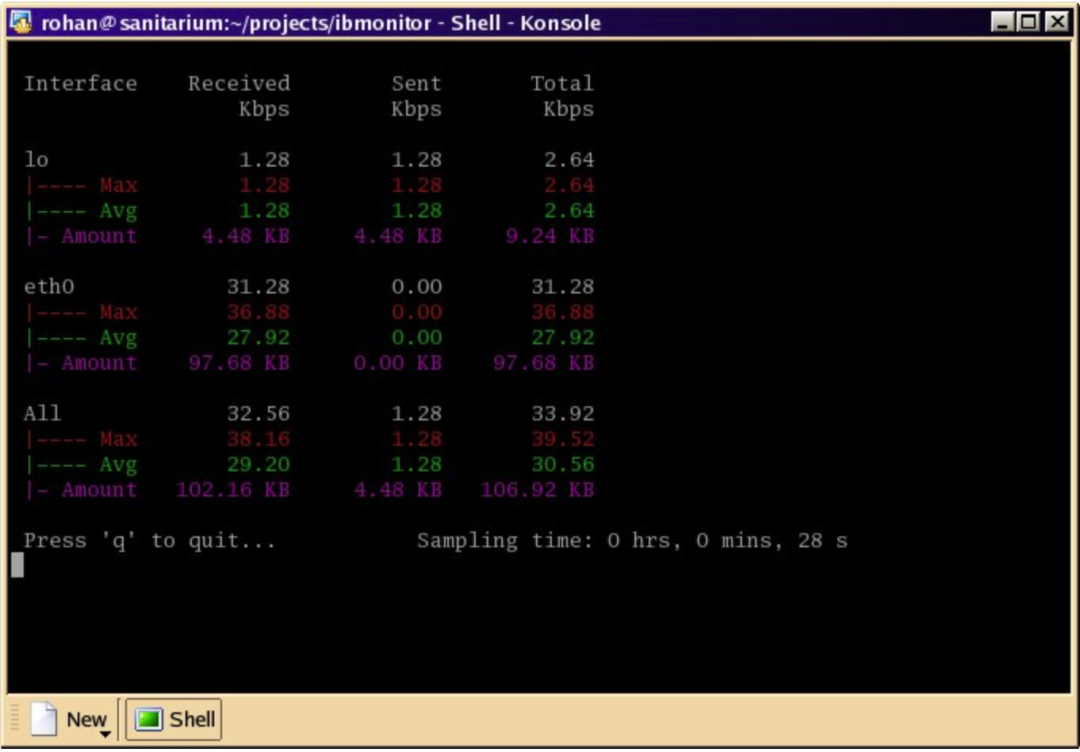 rohan@sanitarium:~/projects/ibmonitor - Shell - Konsole
Interface Received Sent Total
Kbps Kbps Kbps
lo 1.28 1.28 2.64
|---- Max 1.28 1.28 2.64
|---- Avg 1.28 1.28 2.64
|- Amount 4.48 KB 4.48 KB 9.24 KB
eth0 31.28 0.00 31.28
|---- Max 36.88 0.00 36.88
|---- Avg 27.92 0.00 27.92
|- Amount 97.68 KB 0.00 KB 97.68 KB
All 32.56 1.28 33.92
|---- Max 38.16 1.28 39.52
|---- Avg 29.20 1.28 30.56
|- Amount 102.16 KB 4.48 KB 106.92 KB
Press 'q' to quit... Sampling time: 0 hrs, 0 mins, 28 s
New Shell